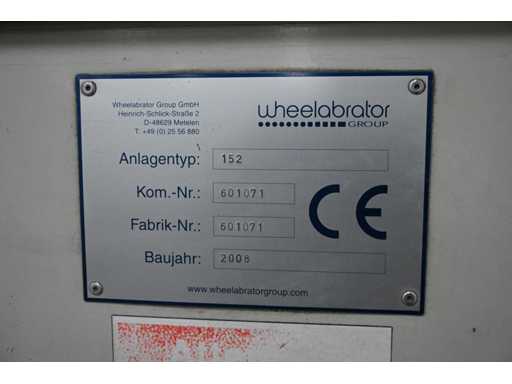 Wheelabrator Group GmbH
Heinrich-Schlick-Straße 2
D-48629 Metelen
T: +49 (0) 25 56 880
wheelabrator
GROUP
Anlagentyp: 152
Kom.-Nr.: 601071
Fabrik-Nr.: 601071
CE
Baujahr: 2008
www.wheelabratorgroup.com